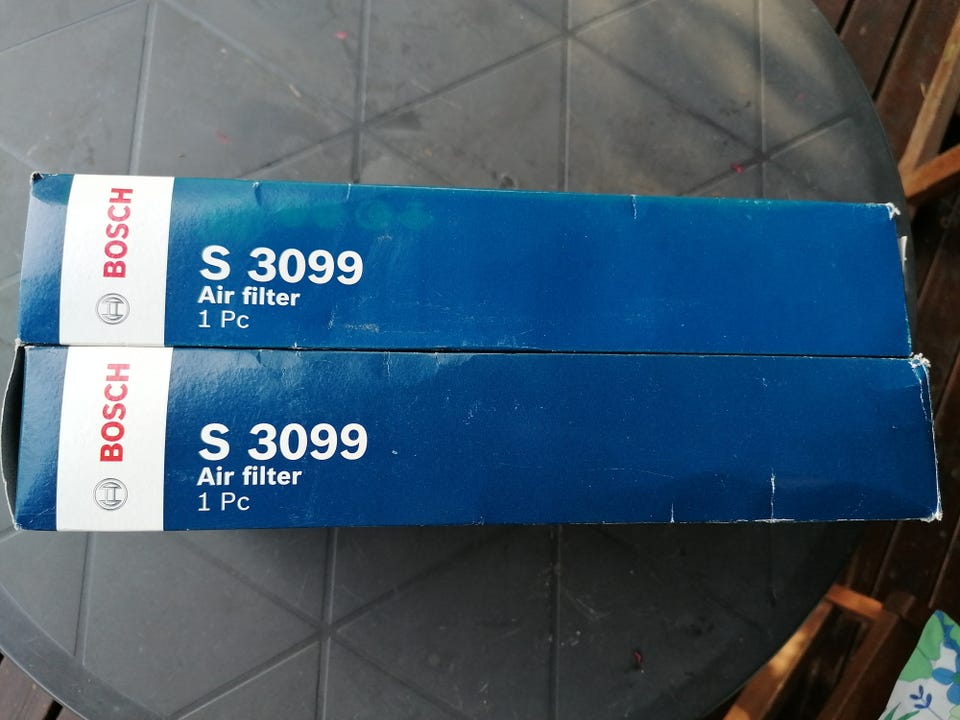 BOSCH
S 3099
Air filter
1 Pc
BOSCH
S 3099
Air filter
1 Pc